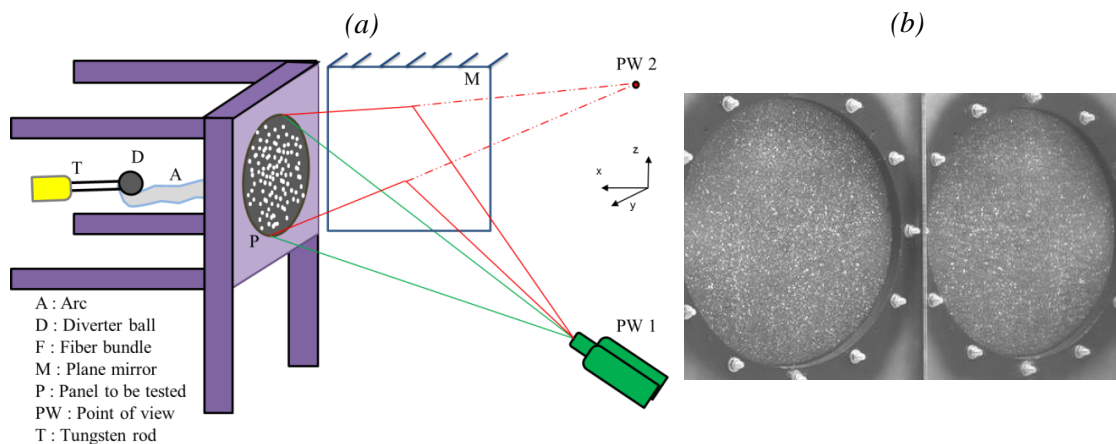 (a)
(b)
PW 2
M
D
T
A
z
x
y
P
PW 1
A : Arc
D : Diverter ball
F : Fiber bundle
M : Plane mirror
P : Panel to be tested
PW : Point of view
T : Tungsten rod